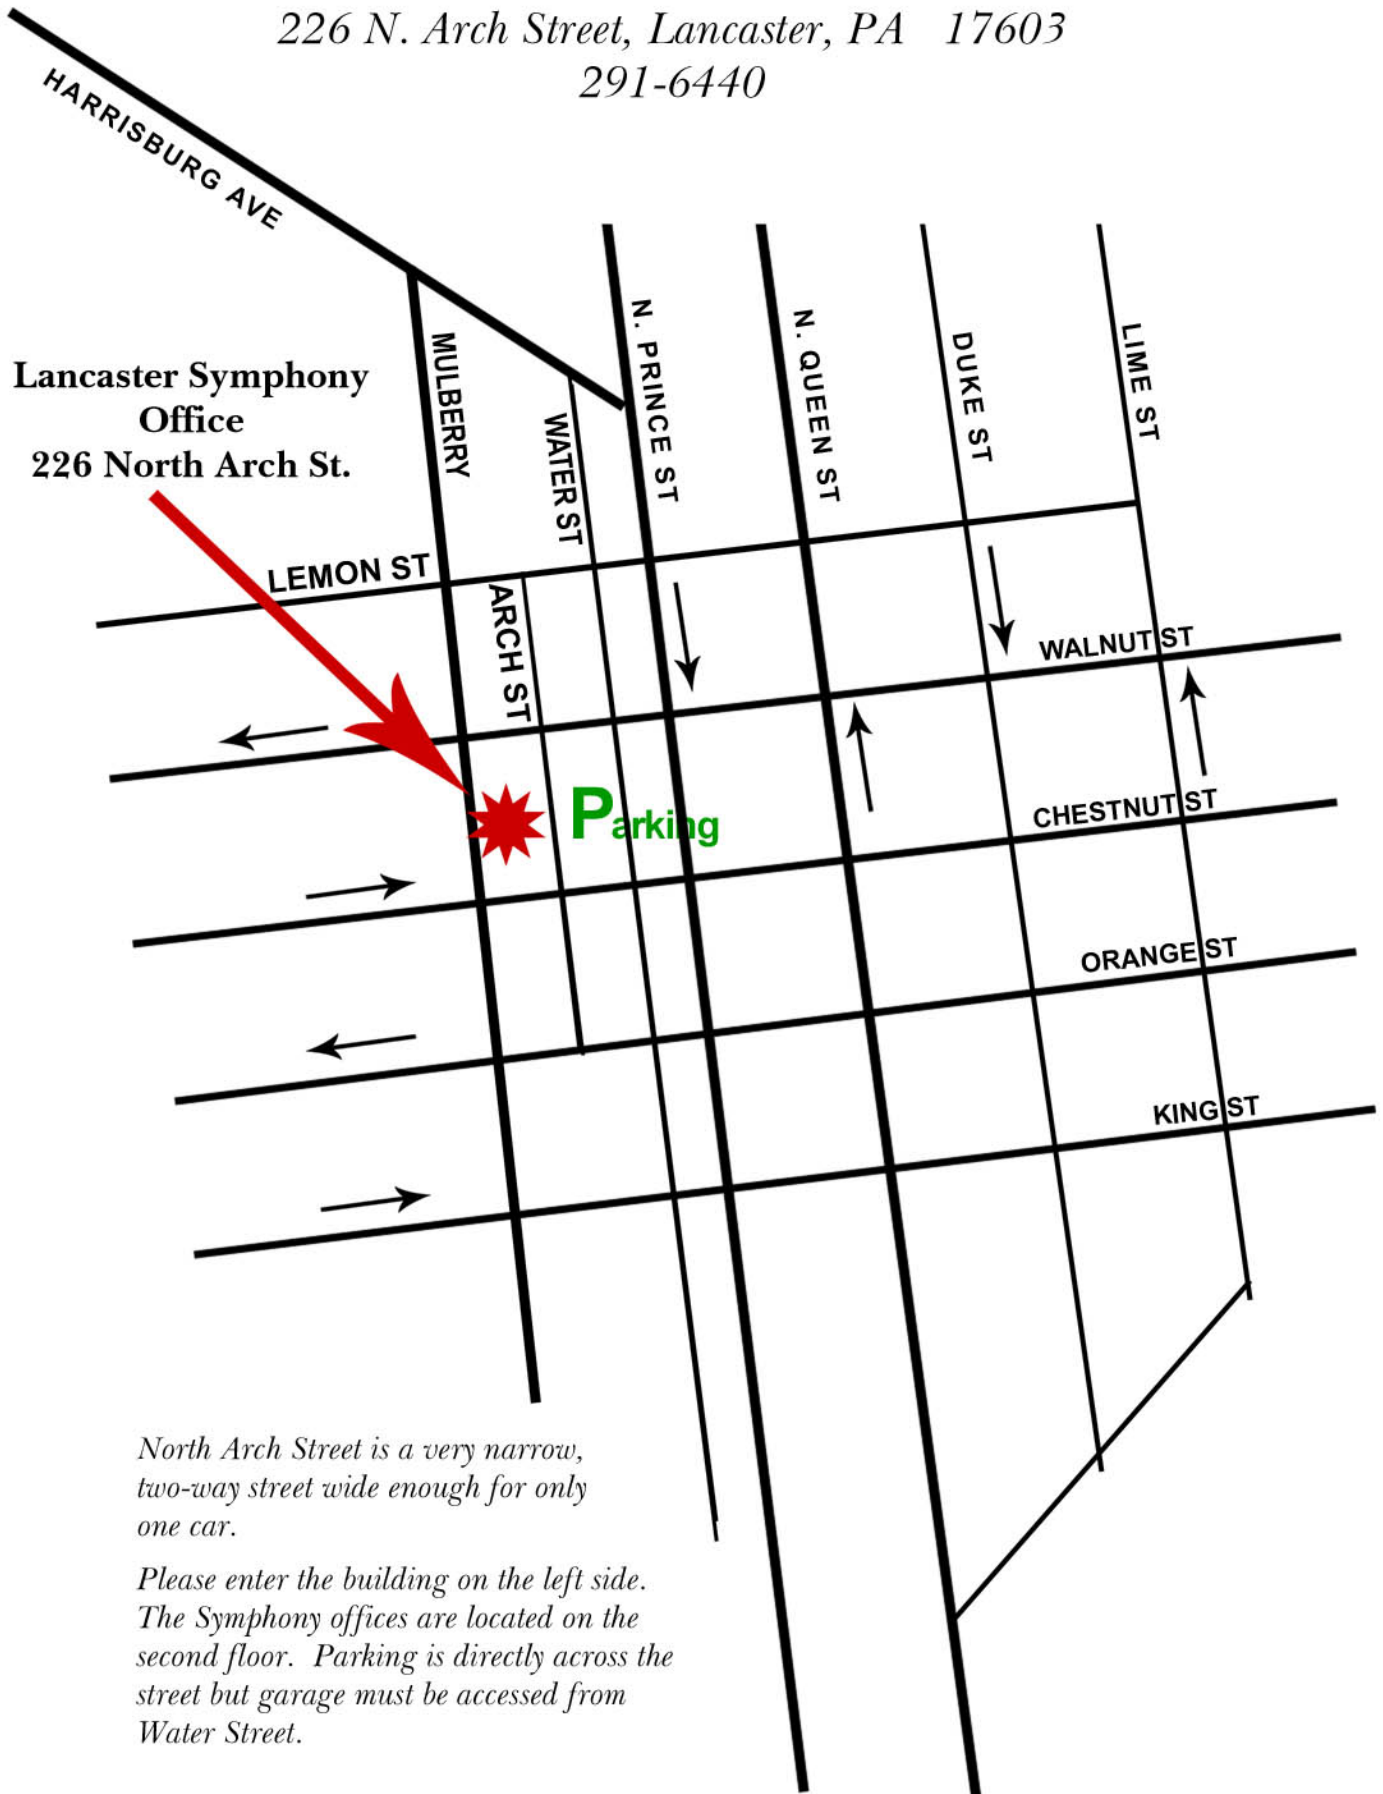 226 N. Arch Street, Lancaster, PA 17603
291-6440
HARRISBURG AVE
Lancaster Symphony
Office
226 North Arch St.
MULBERRY
WATER ST
N. PRINCE ST
N. QUEEN ST
DUKE ST
LIME ST
LEMON ST
ARCH ST
WALNUT ST
Parking
CHESTNUT ST
ORANGE ST
KING ST
North Arch Street is a very narrow,
two-way street wide enough for only
one car.
Please enter the building on the left side.
The Symphony offices are located on the
second floor. Parking is directly across the
street but garage must be accessed from
Water Street.